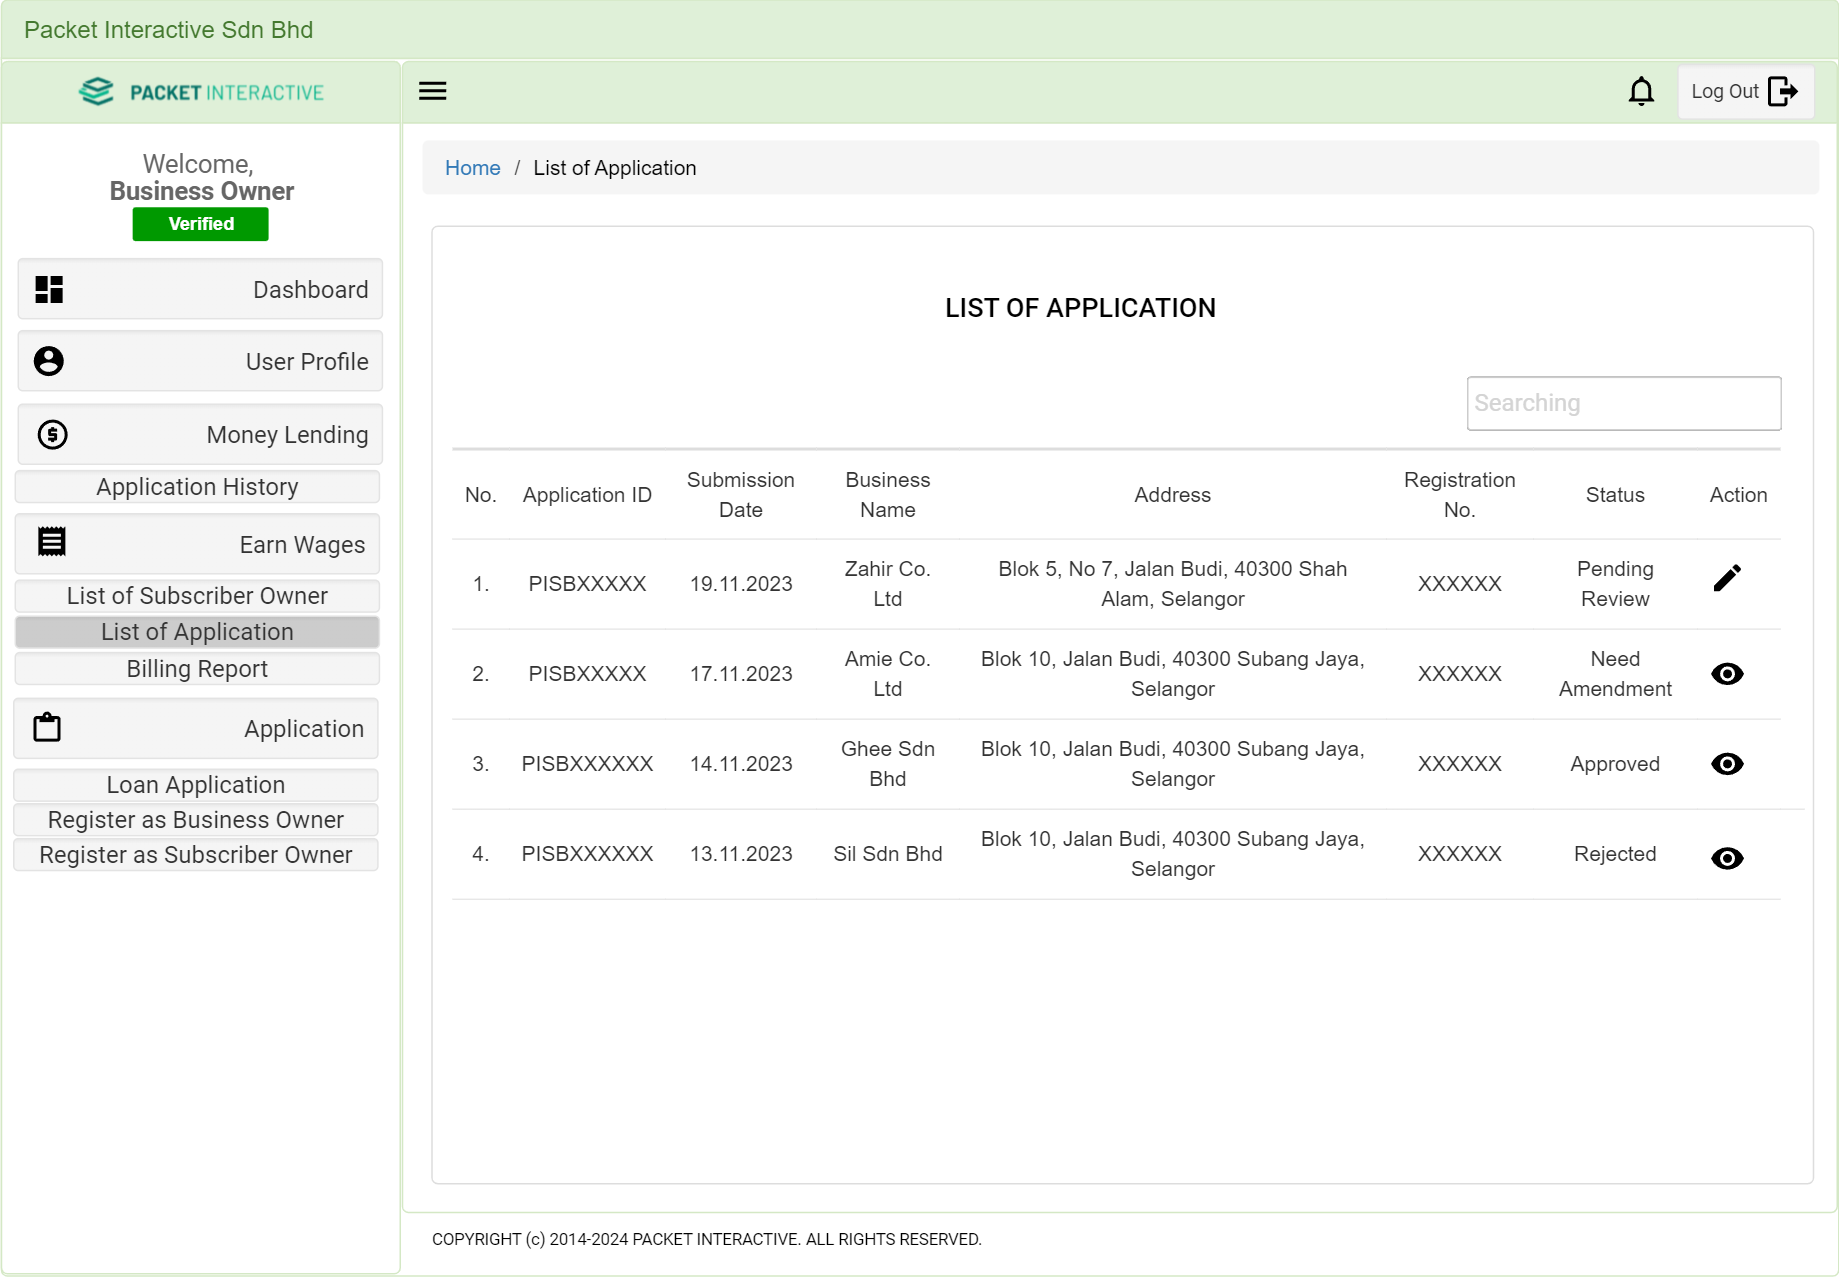 Packet Interactive Sdn Bhd
PACKET INTERACTIVE
Log Out
Welcome,
Business Owner
Verified
Dashboard
User Profile
Money Lending
Application History
Earn Wages
List of Subscriber Owner
List of Application
Billing Report
Application
Loan Application
Register as Business Owner
Register as Subscriber Owner
Home / List of Application
LIST OF APPLICATION
Searching
No. Application ID Submission Date Business Name Address Registration No. Status Action
1. PISBXXXXX 19.11.2023 Zahir Co. Ltd Blok 5, No 7, Jalan Budi, 40300 Shah Alam, Selangor XXXXXX Pending Review
2. PISBXXXXX 17.11.2023 Amie Co. Ltd Blok 10, Jalan Budi, 40300 Subang Jaya, Selangor XXXXXX Need Amendment
3. PISBXXXXXX 14.11.2023 Ghee Sdn Bhd Blok 10, Jalan Budi, 40300 Subang Jaya, Selangor XXXXXX Approved
4. PISBXXXXXX 13.11.2023 Sil Sdn Bhd Blok 10, Jalan Budi, 40300 Subang Jaya, Selangor XXXXXX Rejected
COPYRIGHT (c) 2014-2024 PACKET INTERACTIVE. ALL RIGHTS RESERVED.